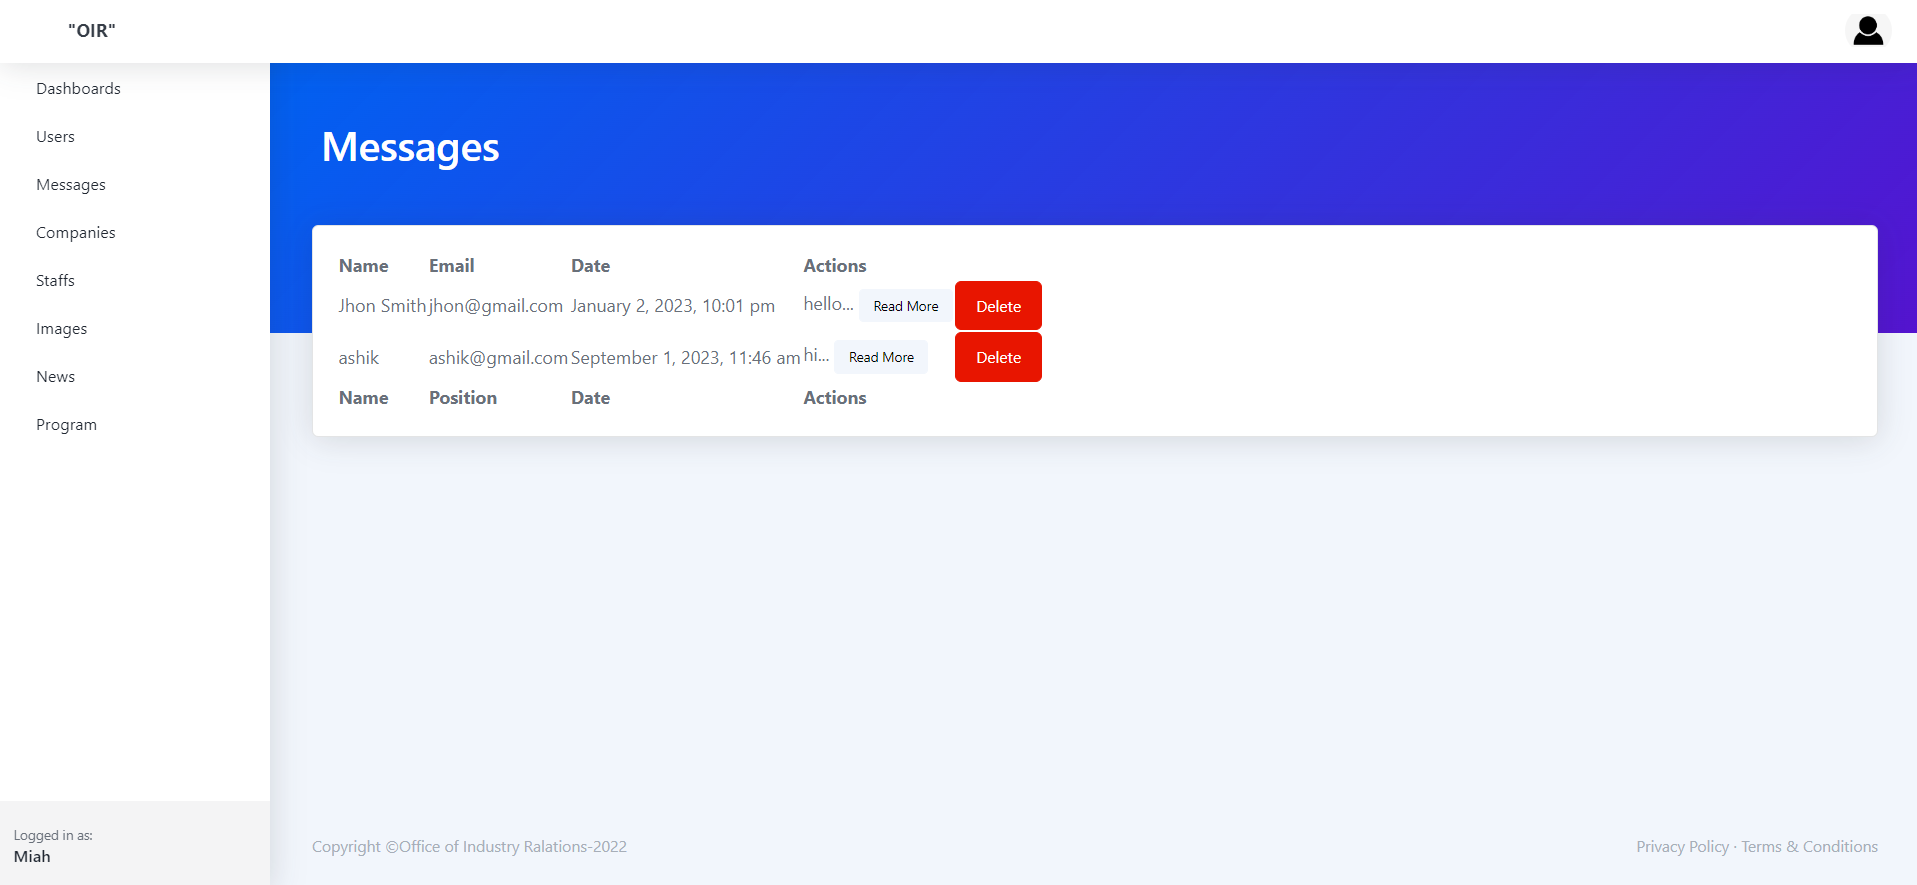 "OIR"
Dashboards
Users
Messages
Companies
Staffs
Images
News
Program
Logged in as:
Miah
Messages
Name Email Date Actions
Jhon Smith jhon@gmail.com January 2, 2023, 10:01 pm hello... Read More Delete
ashik ashik@gmail.com September 1, 2023, 11:46 am hi... Read More Delete
Name Position Date Actions
Copyright ©Office of Industry Ralations-2022
Privacy Policy · Terms & Conditions